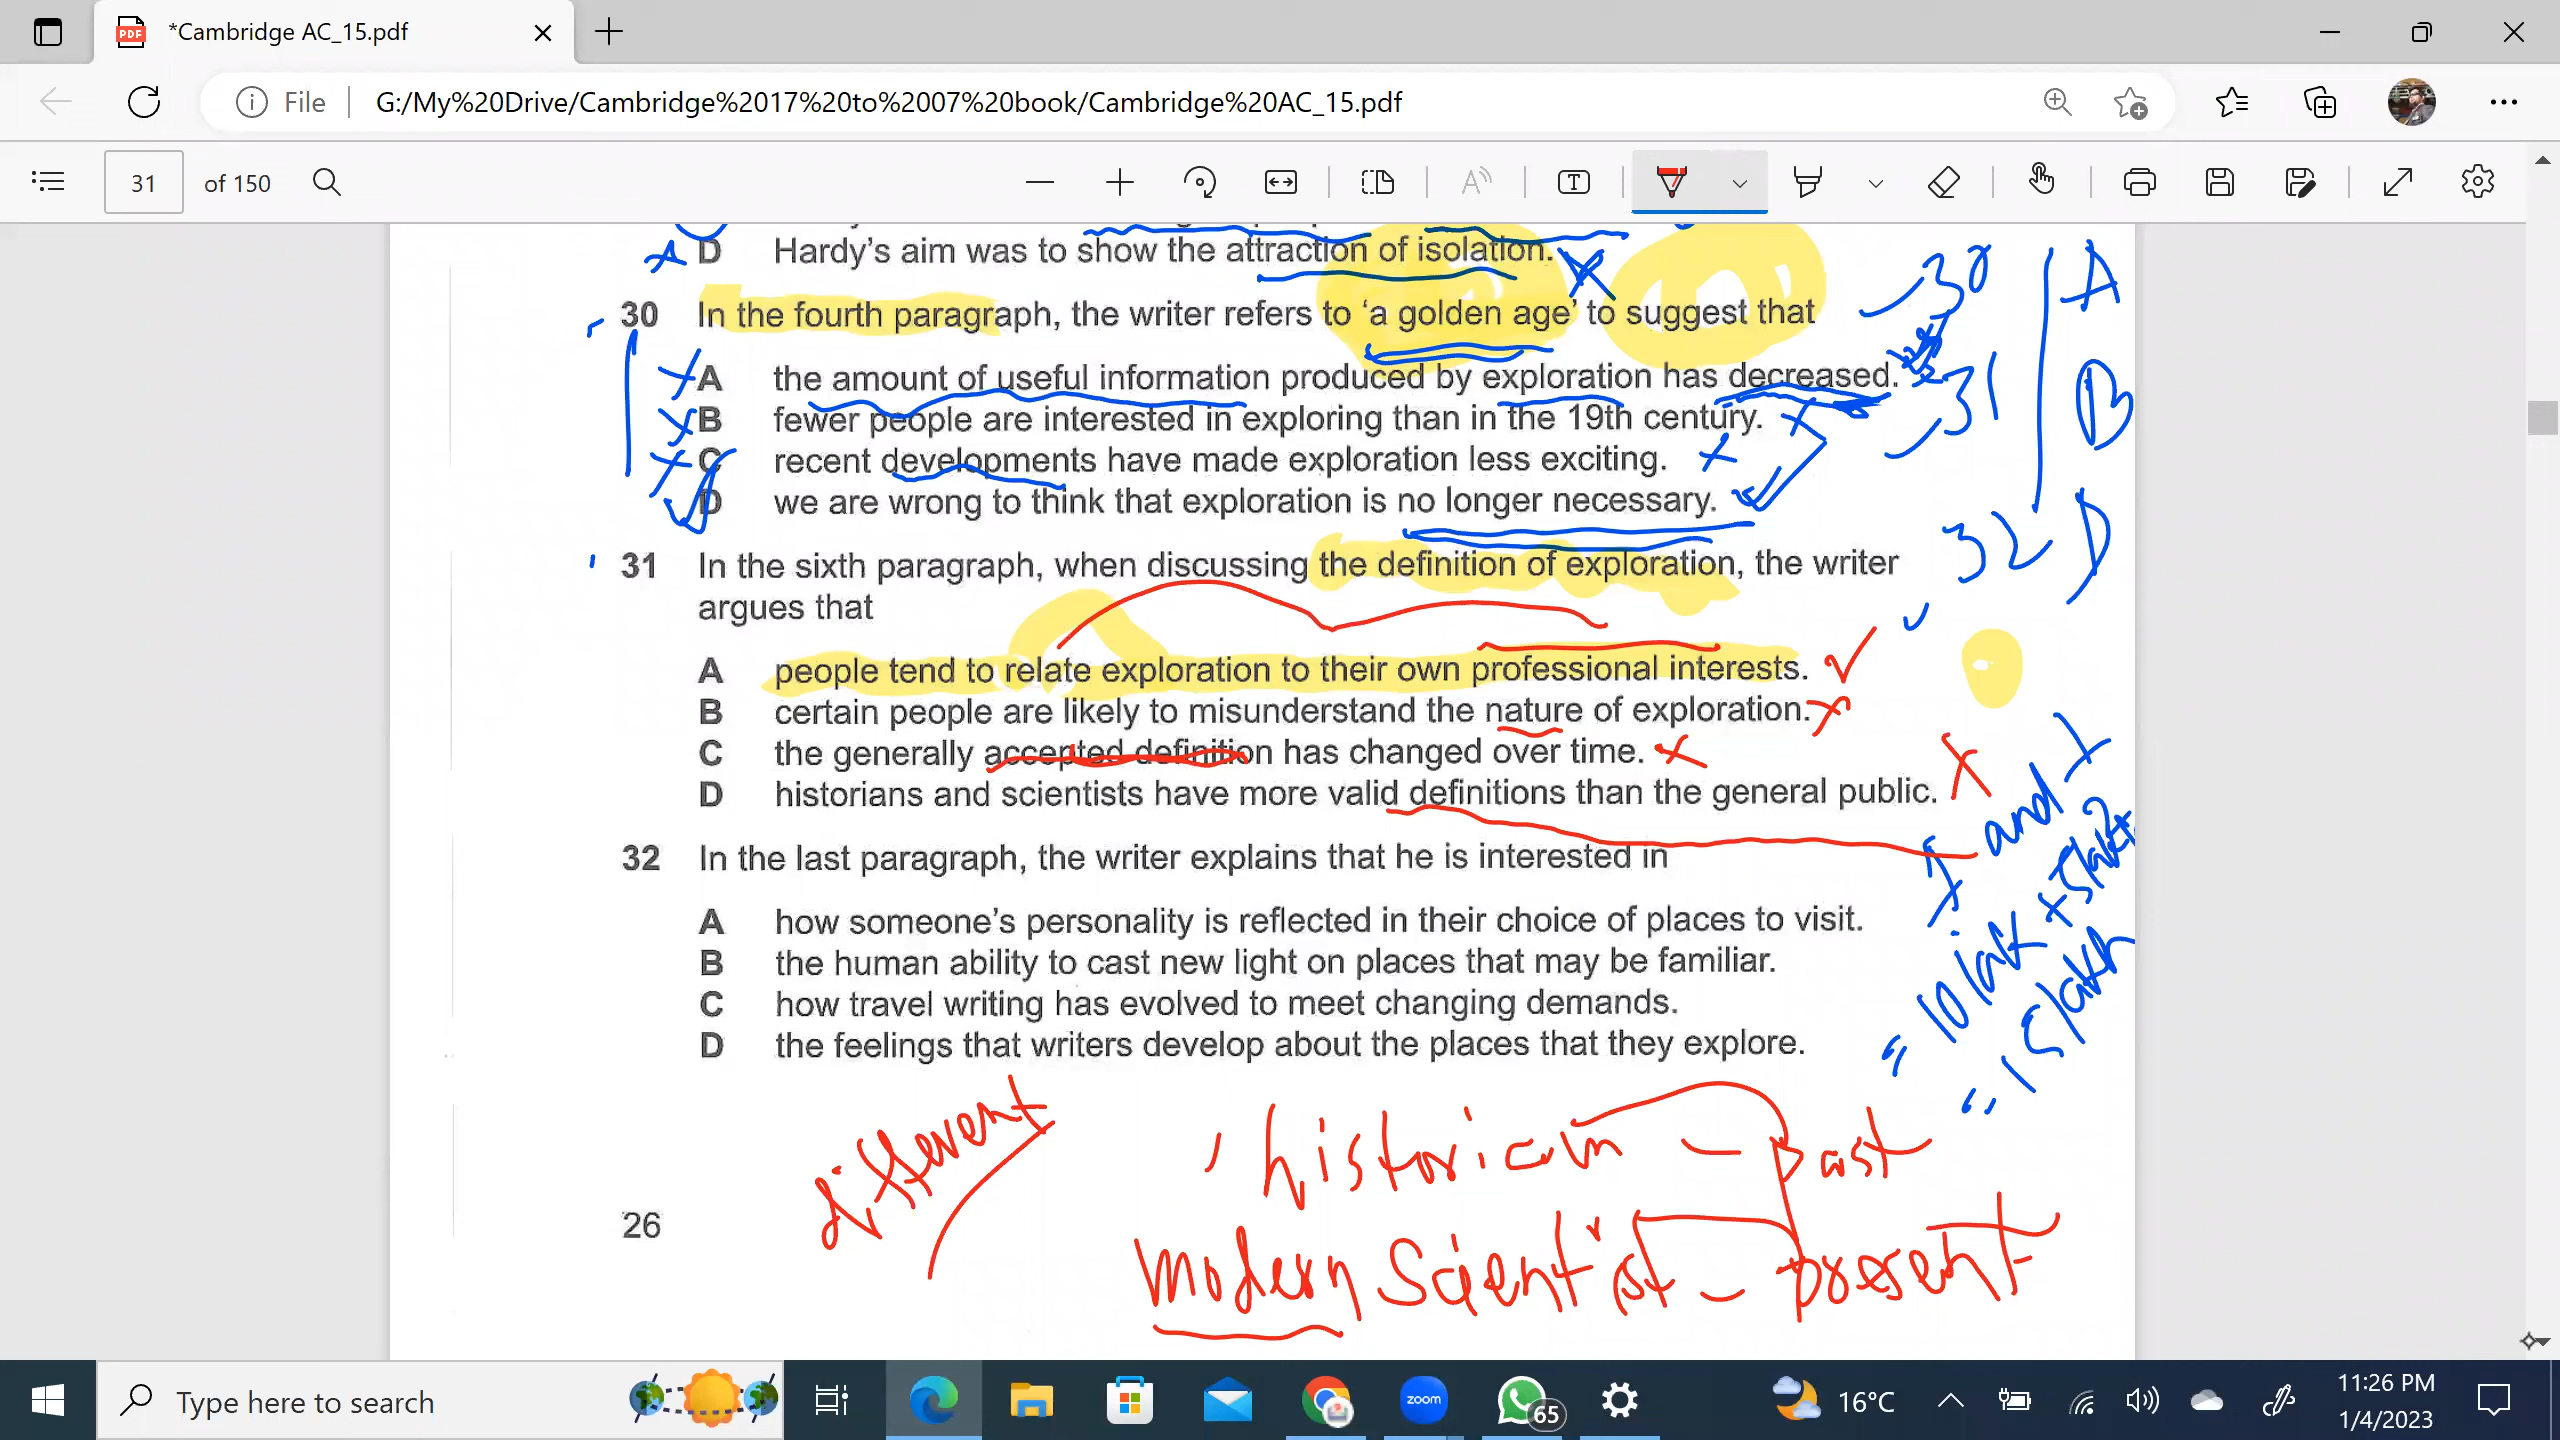 *Cambridge AC_15.pdf
File G:/My%20Drive/Cambridge%2017%20to%2007%20book/Cambridge%20AC_15.pdf
31 of 150
D Hardy's aim was to show the attraction of isolation.
30 In the fourth paragraph, the writer refers to 'a golden age' to suggest that
A the amount of useful information produced by exploration has decreased.
B fewer people are interested in exploring than in the 19th century.
C recent developments have made exploration less exciting.
D we are wrong to think that exploration is no longer necessary.
31 In the sixth paragraph, when discussing the definition of exploration, the writer
argues that
A people tend to relate exploration to their own professional interests.
B certain people are likely to misunderstand the nature of exploration.
C the generally accepted definition has changed over time.
D historians and scientists have more valid definitions than the general public.
32 In the last paragraph, the writer explains that he is interested in
A how someone's personality is reflected in their choice of places to visit.
B the human ability to cast new light on places that may be familiar.
C how travel writing has evolved to meet changing demands.
D the feelings that writers develop about the places that they explore.
30 A
31 B
32 D
and
different
historian - past
modern Scientist - present
26
Type here to search
zoom
65
16°C
11:26 PM
1/4/2023